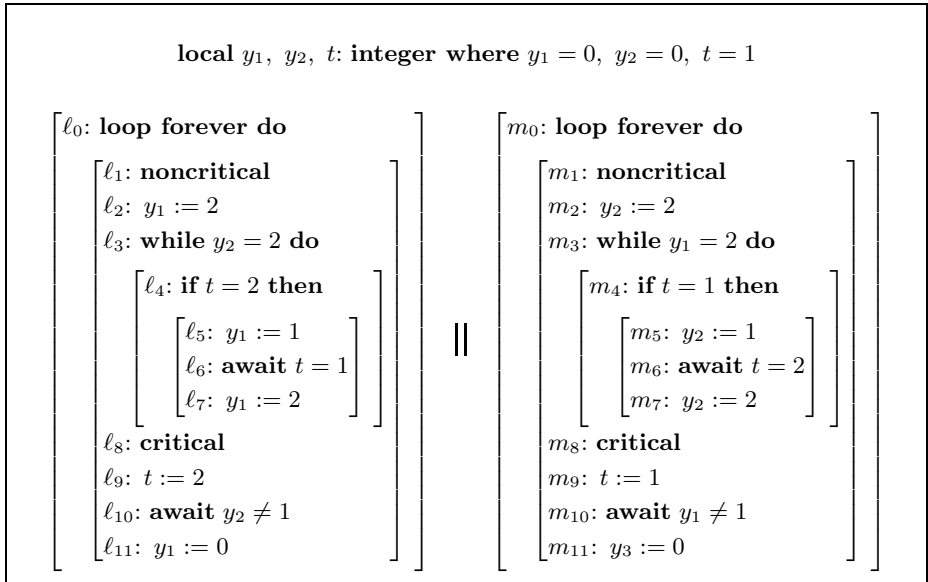 local y₁, y₂, t: integer where y₁ = 0, y₂ = 0, t = 1
ℓ₀: loop forever do
ℓ₁: noncritical
ℓ₂: y₁ := 2
ℓ₃: while y₂ = 2 do
ℓ₄: if t = 2 then
ℓ₅: y₁ := 1
ℓ₆: await t = 1
ℓ₇: y₁ := 2
ℓ₈: critical
ℓ₉: t := 2
ℓ₁₀: await y₂ ≠ 1
ℓ₁₁: y₁ := 0
||
m₀: loop forever do
m₁: noncritical
m₂: y₂ := 2
m₃: while y₁ = 2 do
m₄: if t = 1 then
m₅: y₂ := 1
m₆: await t = 2
m₇: y₂ := 2
m₈: critical
m₉: t := 1
m₁₀: await y₁ ≠ 1
m₁₁: y₃ := 0